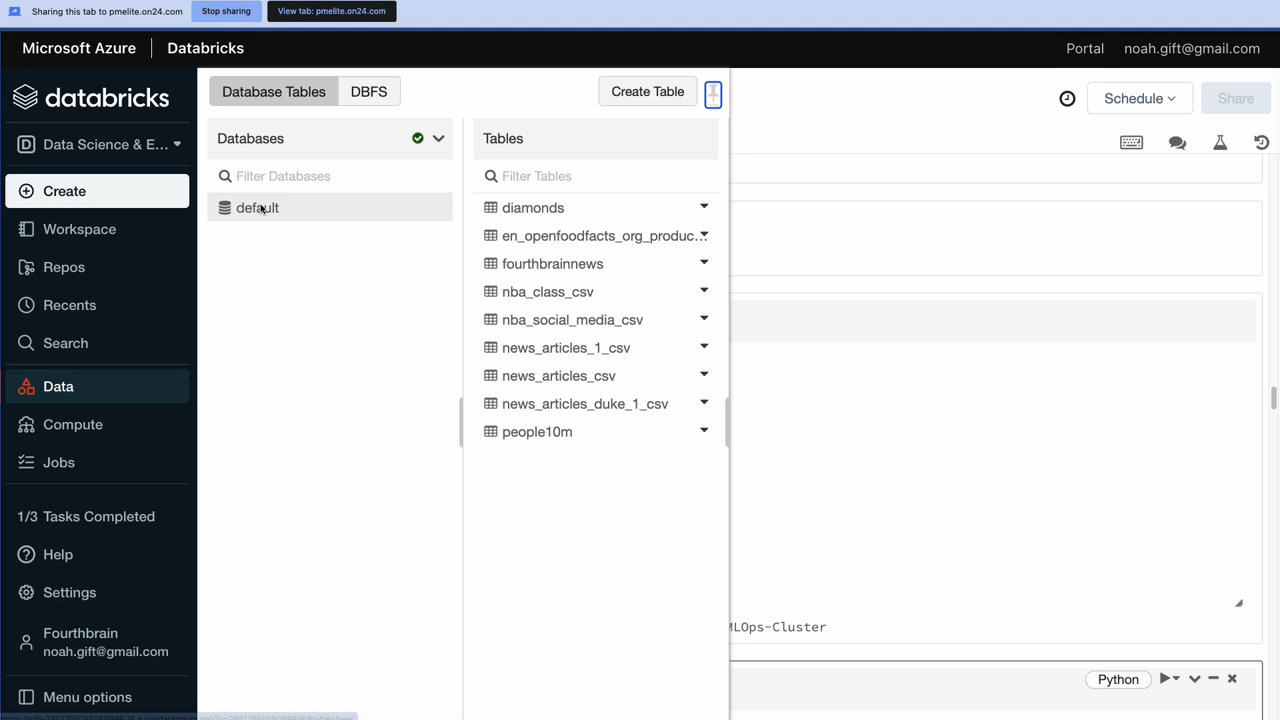 Sharing this tab to pmelite.on24.com
Stop sharing
View tab: pmelite.on24.com
Microsoft Azure
Databricks
Portal
noah.gift@gmail.com
databricks
Data Science & E...
Create
Workspace
Repos
Recents
Search
Data
Compute
Jobs
1/3 Tasks Completed
Help
Settings
Fourthbrain
noah.gift@gmail.com
Menu options
Database Tables
DBFS
Create Table
Databases
Filter Databases
default
Tables
Filter Tables
diamonds
en_openfoodfacts_org_produc...
fourthbrainnews
nba_class_csv
nba_social_media_csv
news_articles_1_csv
news_articles_csv
news_articles_duke_1_csv
people10m
Schedule
Share
MLOps-Cluster
Python